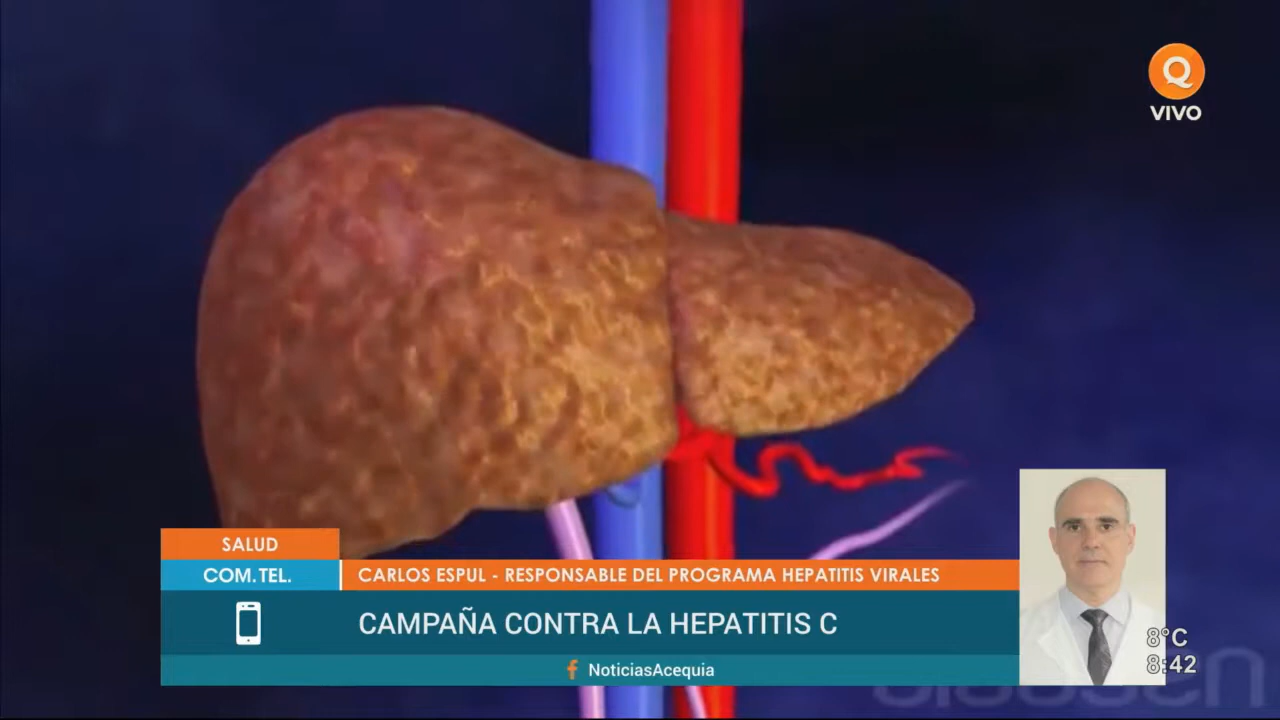 Q
VIVO
SALUD
COM.TEL.
CARLOS ESPUL - RESPONSABLE DEL PROGRAMA HEPATITIS VIRALES
CAMPAÑA CONTRA LA HEPATITIS C
NoticiasAcequia
8°C
8:42